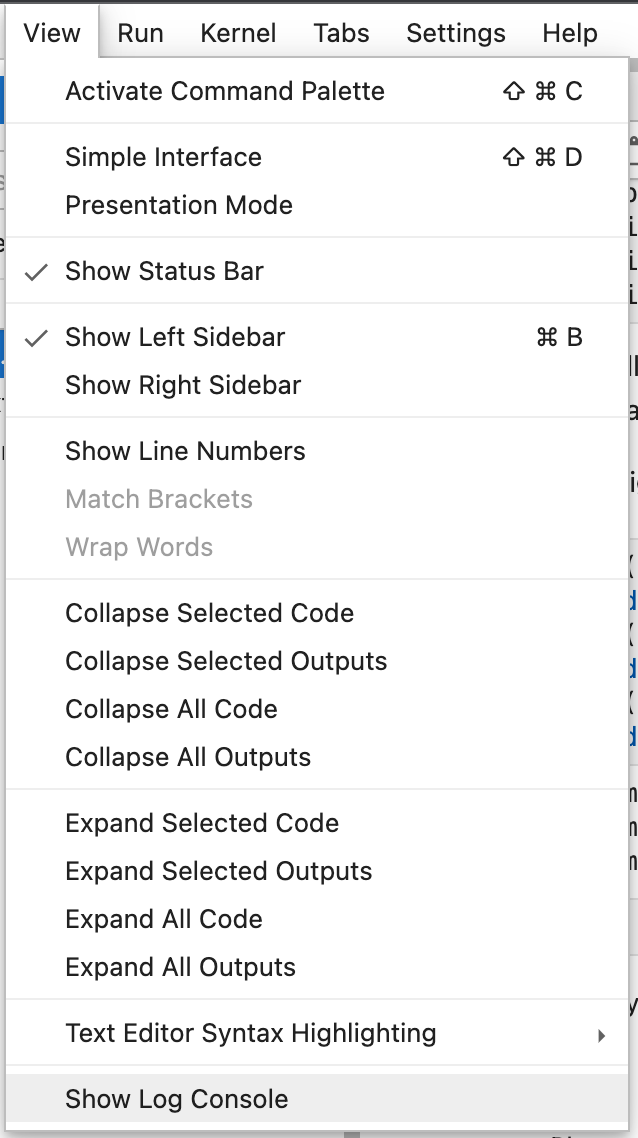 View Run Kernel Tabs Settings Help
Activate Command Palette ⇧ ⌘ C
Simple Interface ⇧ ⌘ D
Presentation Mode
✓ Show Status Bar
✓ Show Left Sidebar ⌘ B
Show Right Sidebar
Show Line Numbers
Match Brackets
Wrap Words
Collapse Selected Code
Collapse Selected Outputs
Collapse All Code
Collapse All Outputs
Expand Selected Code
Expand Selected Outputs
Expand All Code
Expand All Outputs
Text Editor Syntax Highlighting
Show Log Console